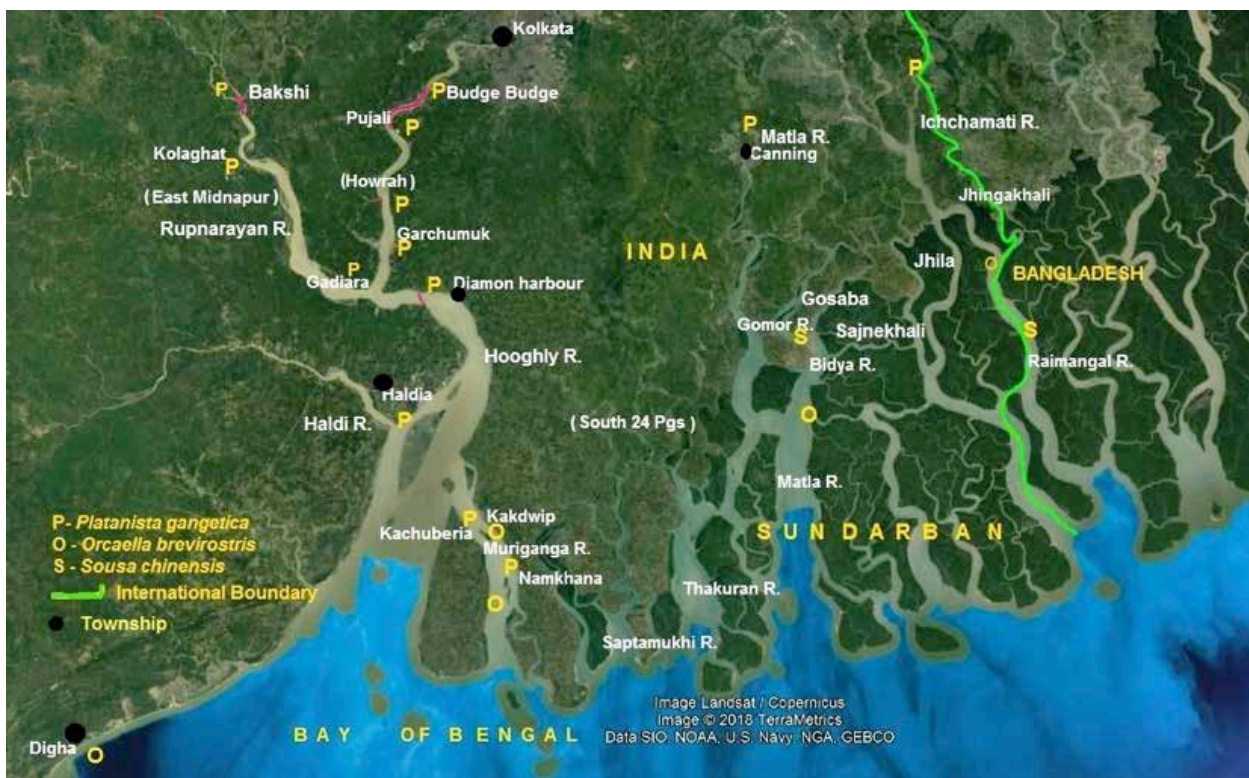 Kolkata
P
Bakshi
P
Budge Budge
Pujali
P
P
Ichchamati R.
P
Matla R.
Canning
Kolaghat
P
(East Midnapur)
Rupnarayan R.
(Howrah)
P
Garchumuk
P
Jhingakhali
INDIA
Jhila
O
BANGLADESH
P
Gadiara
P
Diamon harbour
Gosaba
Gomor R.
S
Sajnekhali
S
Hooghly R.
Bidya R.
Raimangal R.
Haldia
Haldi R.
P
(South 24 Pgs)
O
Matla R.
P
Kakdwip
Kachuberia
O
Muriganga R.
P
Namkhana
O
SUNDARBAN
Thakuran R.
Saptamukhi R.
P- Platanista gangetica
O - Orcaella brevirostris
S - Sousa chinensis
International Boundary
Township
Digha
O
BAY OF BENGAL
Image Landsat / Copernicus
Image © 2018 TerraMetrics
Data SIO, NOAA, U.S. Navy, NGA, GEBCO